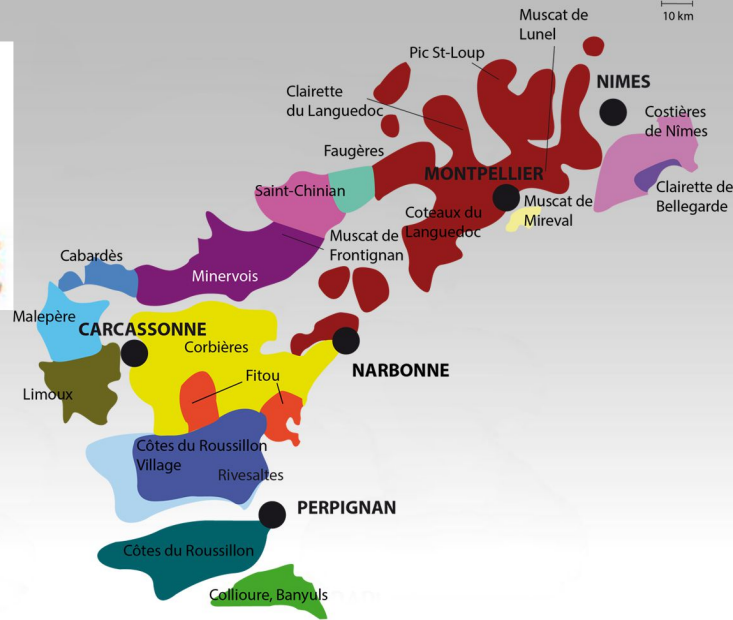 10 km
Muscat de
Lunel
Pic St-Loup
NIMES
Clairette
du Languedoc
Costières
de Nîmes
Faugères
MONTPELLIER
Saint-Chinian
Clairette de
Bellegarde
Muscat de
Mireval
Coteaux du
Languedoc
Muscat de
Frontignan
Cabardès
Minervois
Malepère
CARCASSONNE
Corbières
NARBONNE
Fitou
Limoux
Côtes du Roussillon
Village
Rivesaltes
PERPIGNAN
Côtes du Roussillon
Collioure, Banyuls